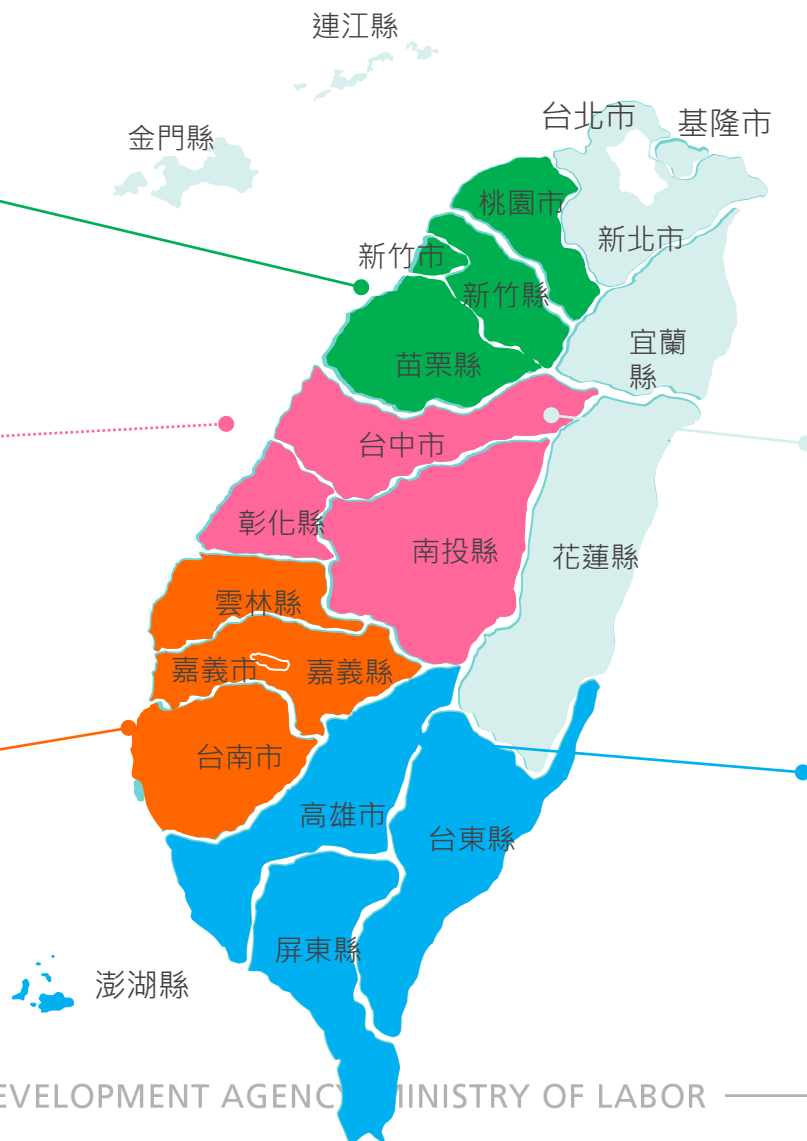 連江縣
金門縣
台北市
基隆市
桃園市
新竹市
新北市
新竹縣
宜蘭
縣
苗栗縣
台中市
彰化縣
南投縣
花蓮縣
雲林縣
嘉義市
嘉義縣
台南市
高雄市
台東縣
屏東縣
澎湖縣
EVELOPMENT AGENCY MINISTRY OF LABOR